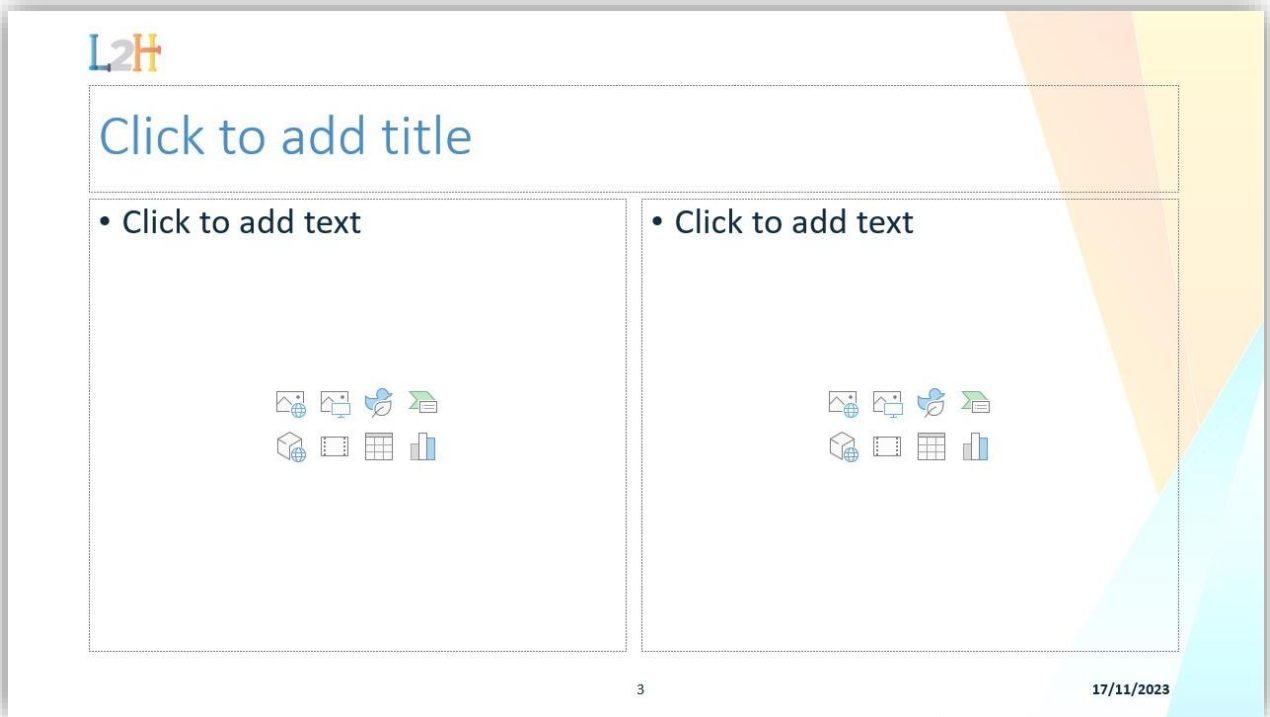 L2H
Click to add title
• Click to add text
• Click to add text
3
17/11/2023